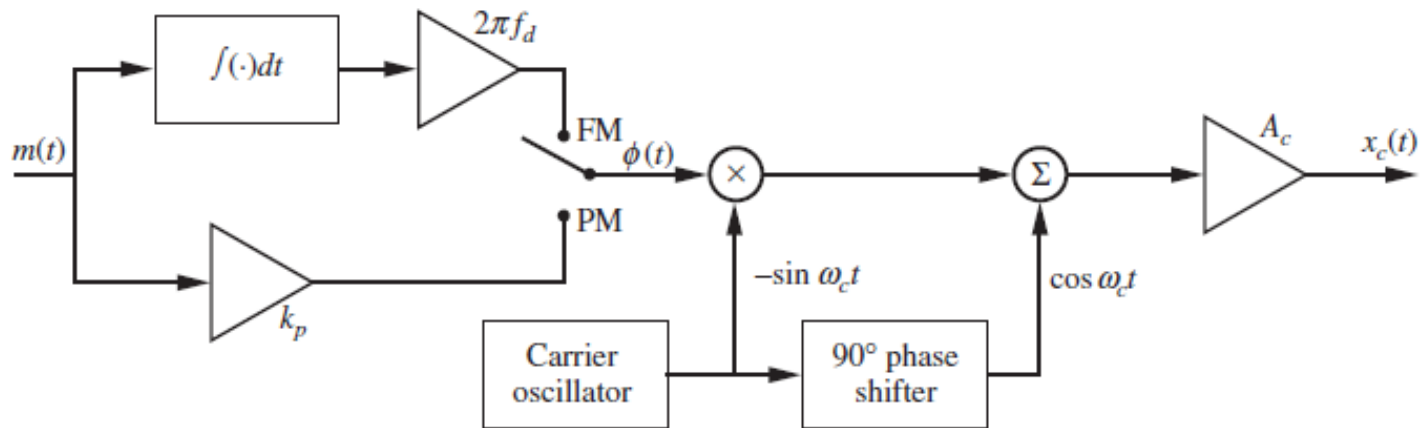 2πf_d
∫(·)dt
FM
m(t)
ϕ(t)
×
Σ
A_c
x_c(t)
PM
k_p
–sin ω_ct
cos ω_ct
Carrier
oscillator
90° phase
shifter